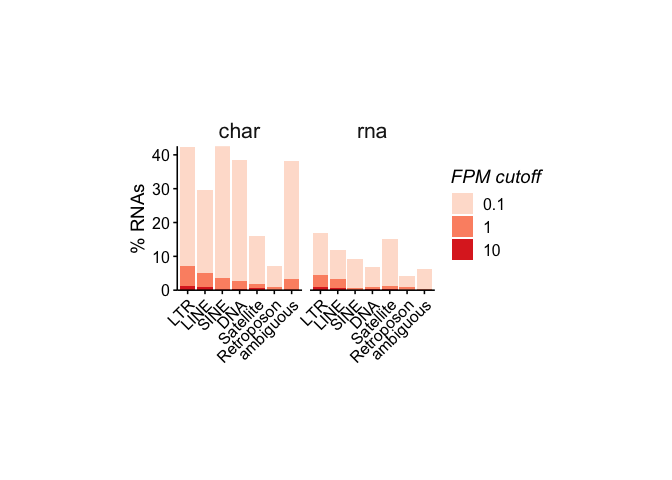 char
rna
% RNAs
40
30
20
10
0
LTR
LINE
SINE
DNA
Satellite
Retroposon
ambiguous
LTR
LINE
SINE
DNA
Satellite
Retroposon
ambiguous
FPM cutoff
0.1
1
10